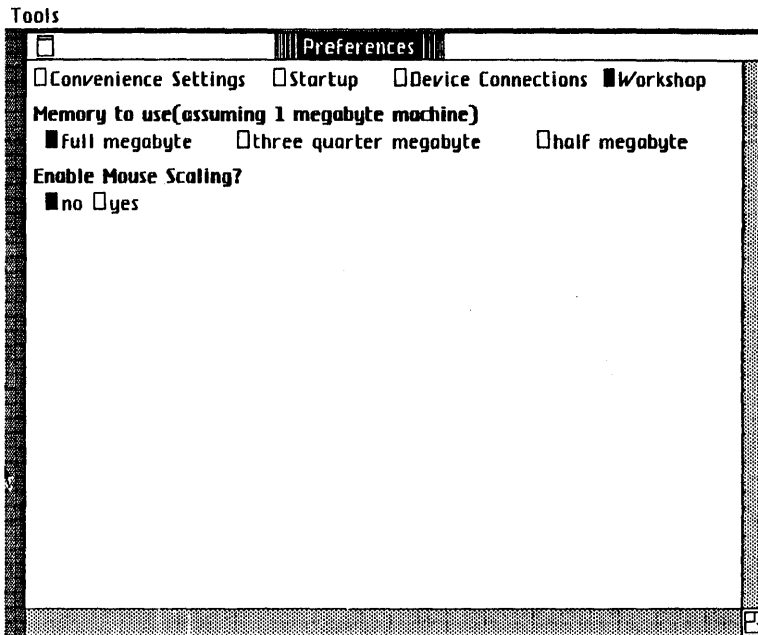 Tools
Preferences
Convenience Settings Startup Device Connections Workshop
Memory to use(assuming 1 megabyte machine)
full megabyte three quarter megabyte half megabyte
Enable Mouse Scaling?
no yes